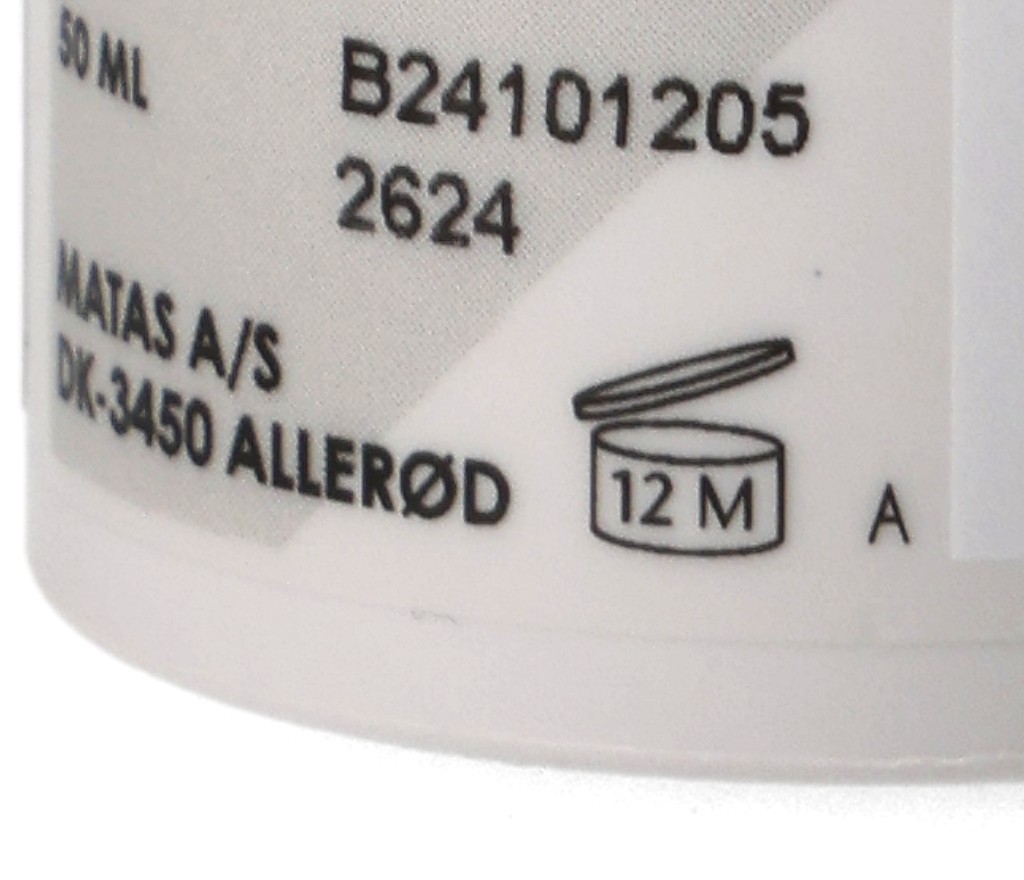 50 ML
B24101205
2624
MATAS A/S
DK-3450 ALLERØD
12 M
A